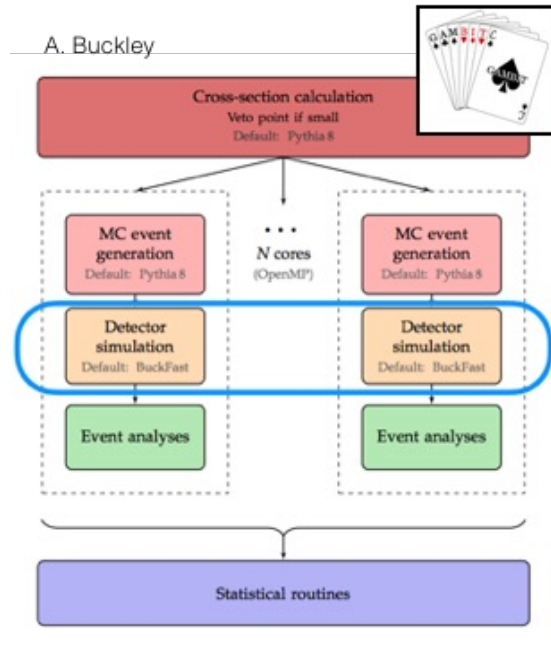 A. Buckley
GAMBIT
GAMBIT
Cross-section calculation
Veto point if small
Default: Pythia 8
MC event
generation
Default: Pythia 8
• • •
N cores
(OpenMP)
MC event
generation
Default: Pythia 8
Detector
simulation
Default: BuckFast
Detector
simulation
Default: BuckFast
Event analyses
Event analyses
Statistical routines